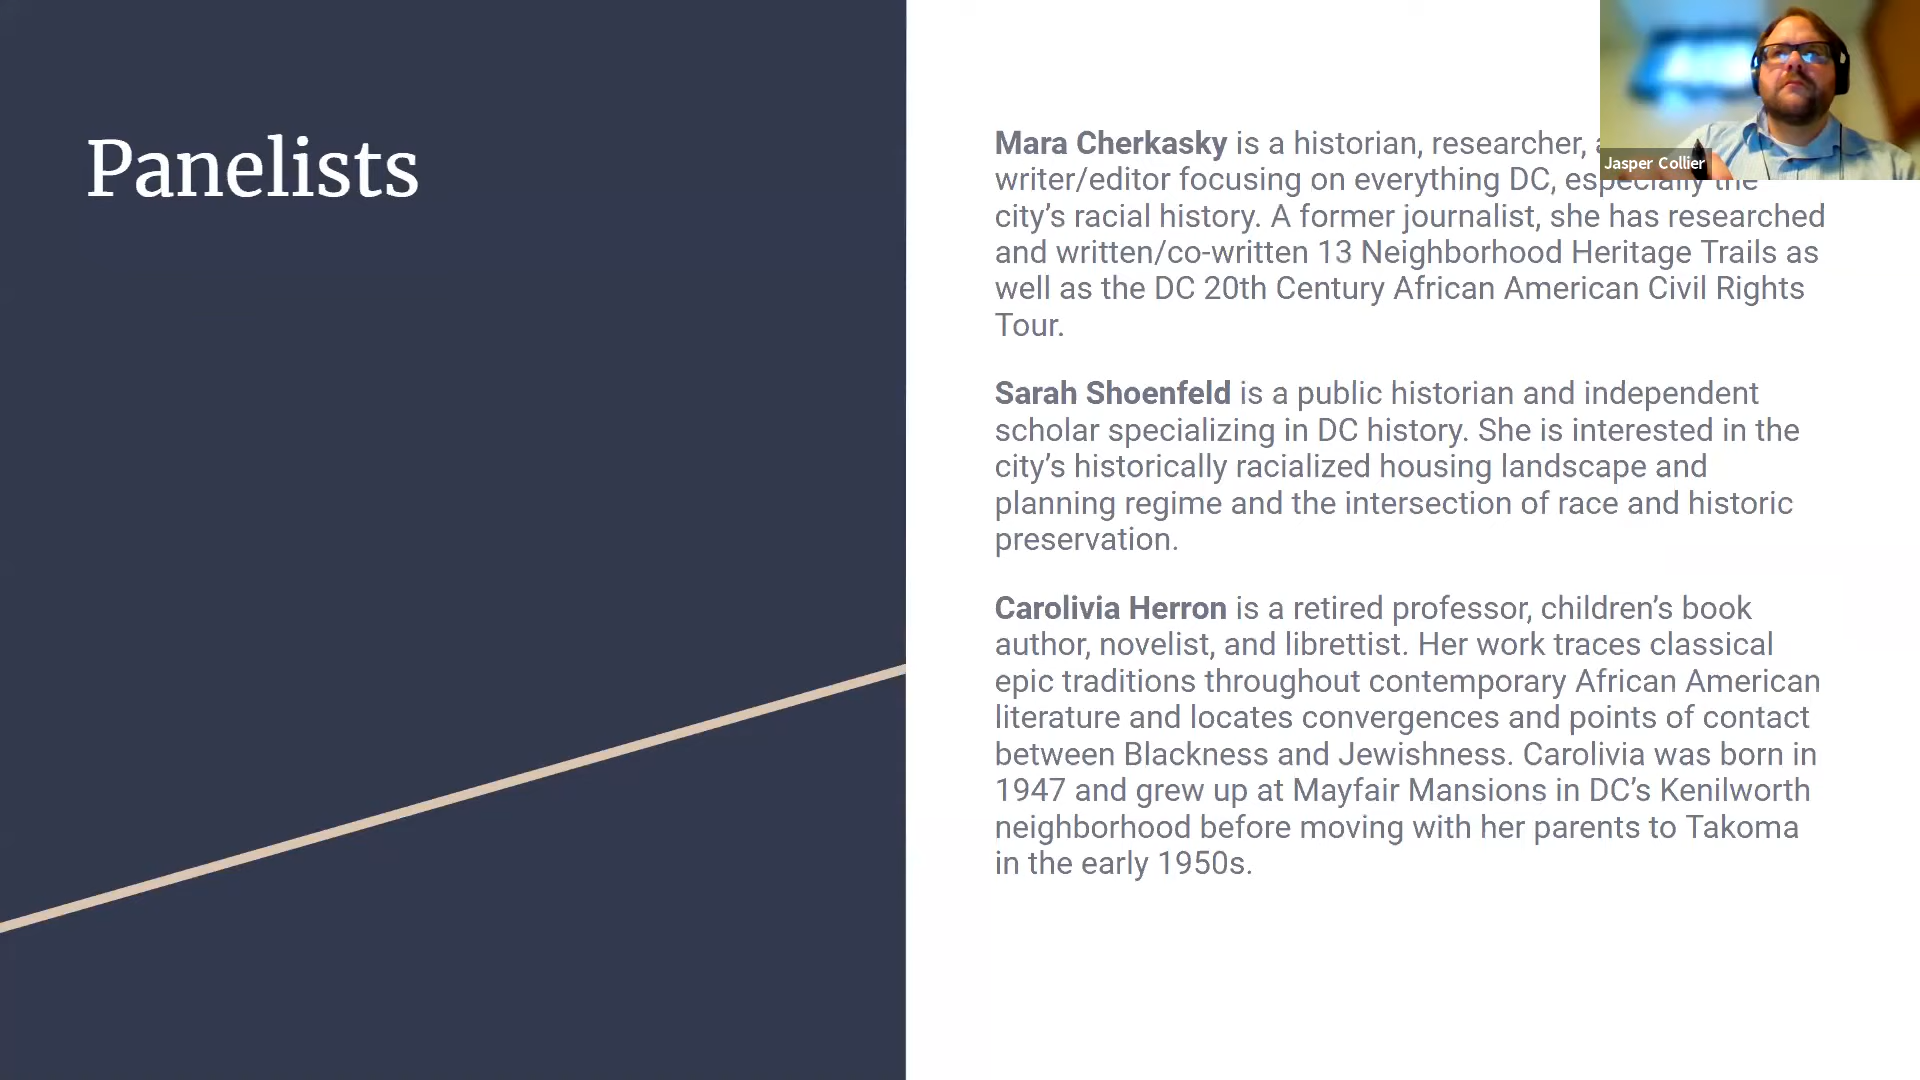 Panelists
Mara Cherkasky is a historian, researcher,
writer/editor focusing on everything DC, especially the
city’s racial history. A former journalist, she has researched
and written/co-written 13 Neighborhood Heritage Trails as
well as the DC 20th Century African American Civil Rights
Tour.
Sarah Shoenfeld is a public historian and independent
scholar specializing in DC history. She is interested in the
city’s historically racialized housing landscape and
planning regime and the intersection of race and historic
preservation.
Carolivia Herron is a retired professor, children’s book
author, novelist, and librettist. Her work traces classical
epic traditions throughout contemporary African American
literature and locates convergences and points of contact
between Blackness and Jewishness. Carolivia was born in
1947 and grew up at Mayfair Mansions in DC’s Kenilworth
neighborhood before moving with her parents to Takoma
in the early 1950s.
Jasper Collier